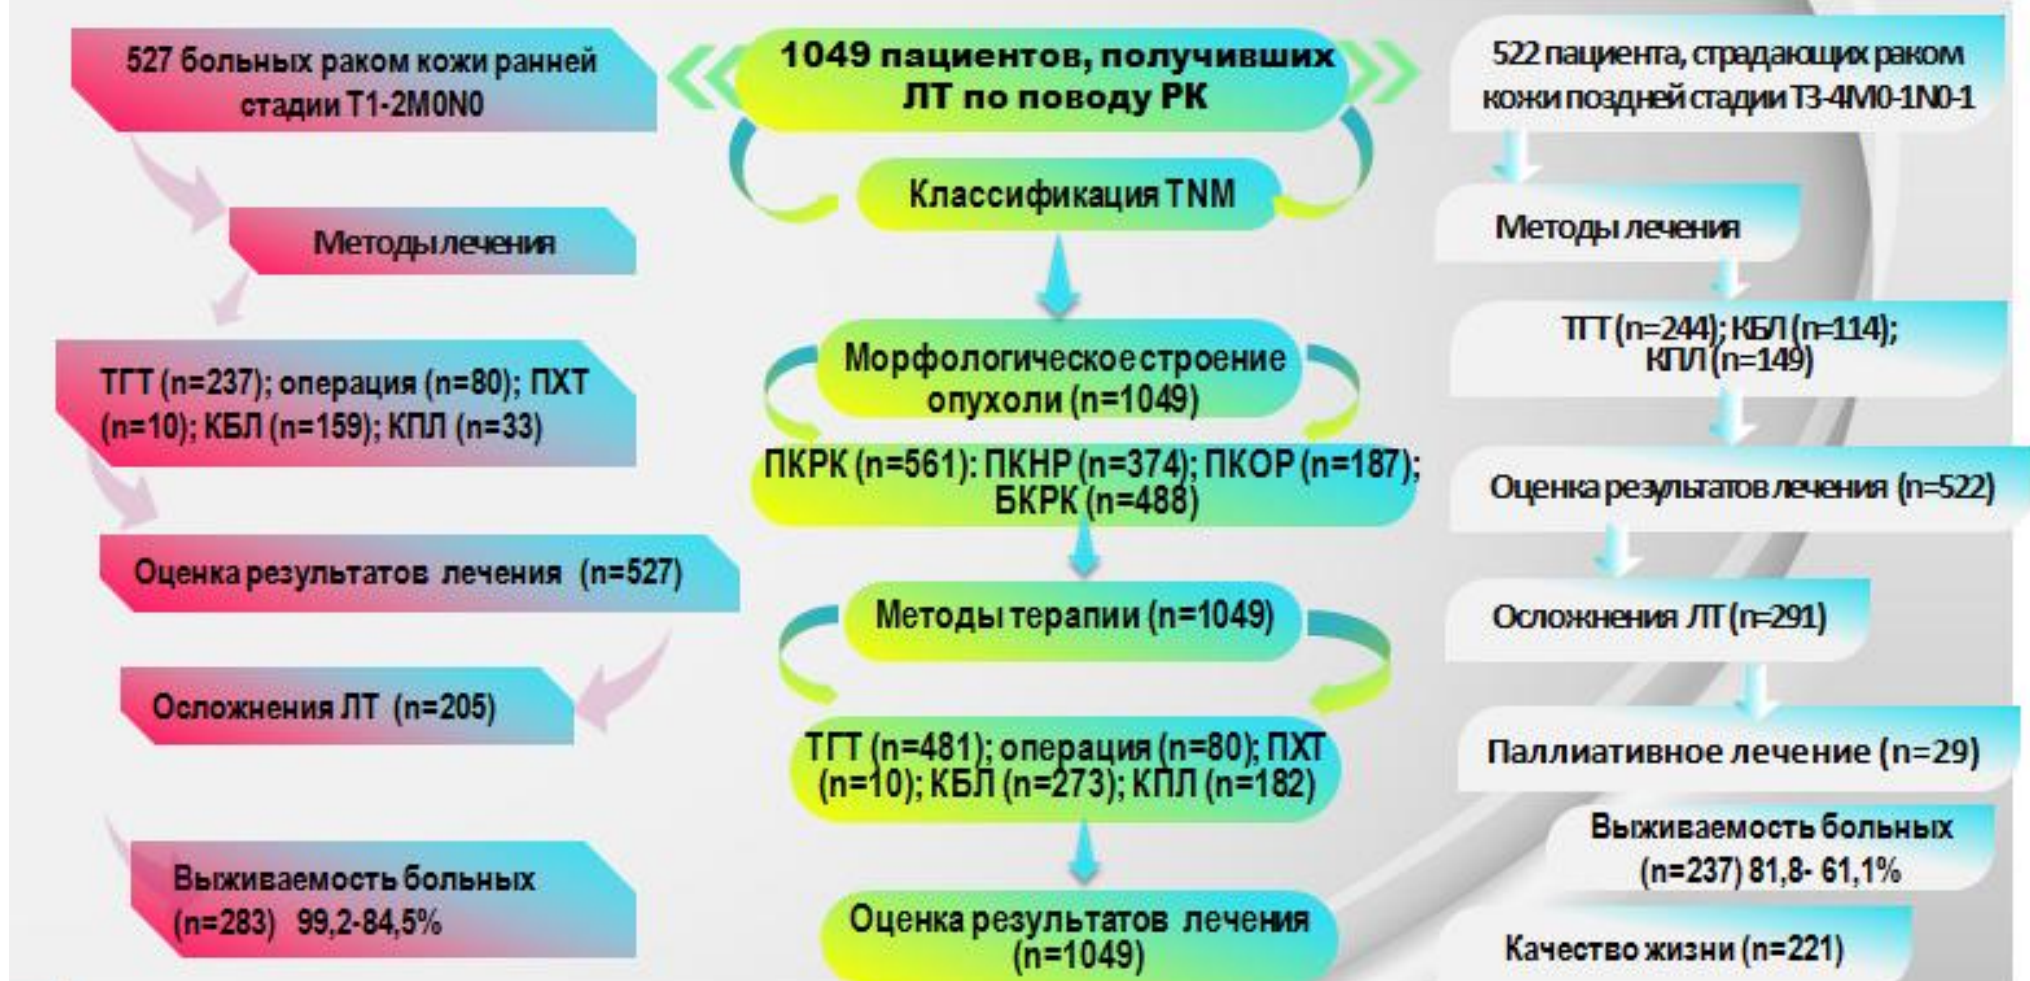 527 больных раком кожи ранней
стадии Т1-2М0N0
Методы лечения
ТГТ (n=237); операция (n=80); ПХТ
(n=10); КБЛ (n=159); КПЛ (n=33)
Оценка результатов лечения (n=527)
Осложнения ЛТ (n=205)
Выживаемость больных
(n=283) 99,2-84,5%
1049 пациентов, получивших
ЛТ по поводу РК
Классификация TNM
Морфологическое строение
опухоли (n=1049)
ПКРК (n=561): ПКНР (n=374); ПКОР (n=187);
БКРК (n=488)
Методы терапии (n=1049)
ТГТ (n=481); операция (n=80); ПХТ
(n=10); КБЛ (n=273); КПЛ (n=182)
Оценка результатов лечения
(n=1049)
522 пациента, страдающих раком
кожи поздней стадии Т3-4М0-1N0-1
Методы лечения
ТГТ (n=244); КБЛ (n=114);
КПЛ (n=149)
Оценка результатов лечения (n=522)
Осложнения ЛТ (n=291)
Паллиативное лечение (n=29)
Выживаемость больных
(n=237) 81,8- 61,1%
Качество жизни (n=221)